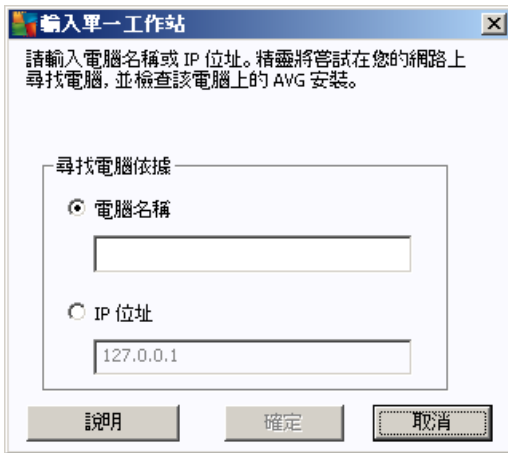 輸入單一工作站
請輸入電腦名稱或 IP 位址。精靈將嘗試在您的網路上
尋找電腦, 並檢查該電腦上的 AVG 安裝。
尋找電腦依據
電腦名稱
IP 位址
127.0.0.1
說明
確定
取消